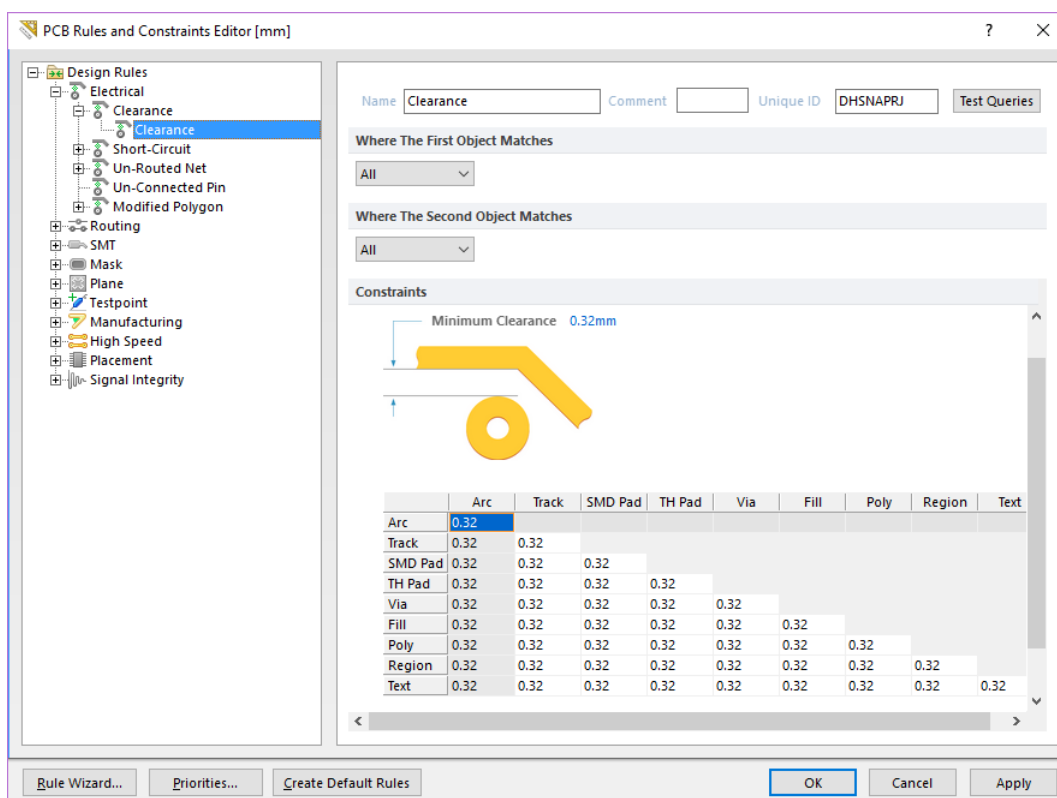 PCB Rules and Constraints Editor [mm]
?
Design Rules
Electrical
Clearance
Clearance
Short-Circuit
Un-Routed Net
Un-Connected Pin
Modified Polygon
Routing
SMT
Mask
Plane
Testpoint
Manufacturing
High Speed
Placement
Signal Integrity
Name Clearance Comment Unique ID DHSNAPRJ Test Queries
Where The First Object Matches
All
Where The Second Object Matches
All
Constraints
Minimum Clearance 0.32mm
Arc Track SMD Pad TH Pad Via Fill Poly Region Text
Arc 0.32
Track 0.32 0.32
SMD Pad 0.32 0.32 0.32
TH Pad 0.32 0.32 0.32 0.32
Via 0.32 0.32 0.32 0.32 0.32
Fill 0.32 0.32 0.32 0.32 0.32 0.32
Poly 0.32 0.32 0.32 0.32 0.32 0.32 0.32
Region 0.32 0.32 0.32 0.32 0.32 0.32 0.32 0.32
Text 0.32 0.32 0.32 0.32 0.32 0.32 0.32 0.32 0.32
Rule Wizard... Priorities... Create Default Rules OK Cancel Apply